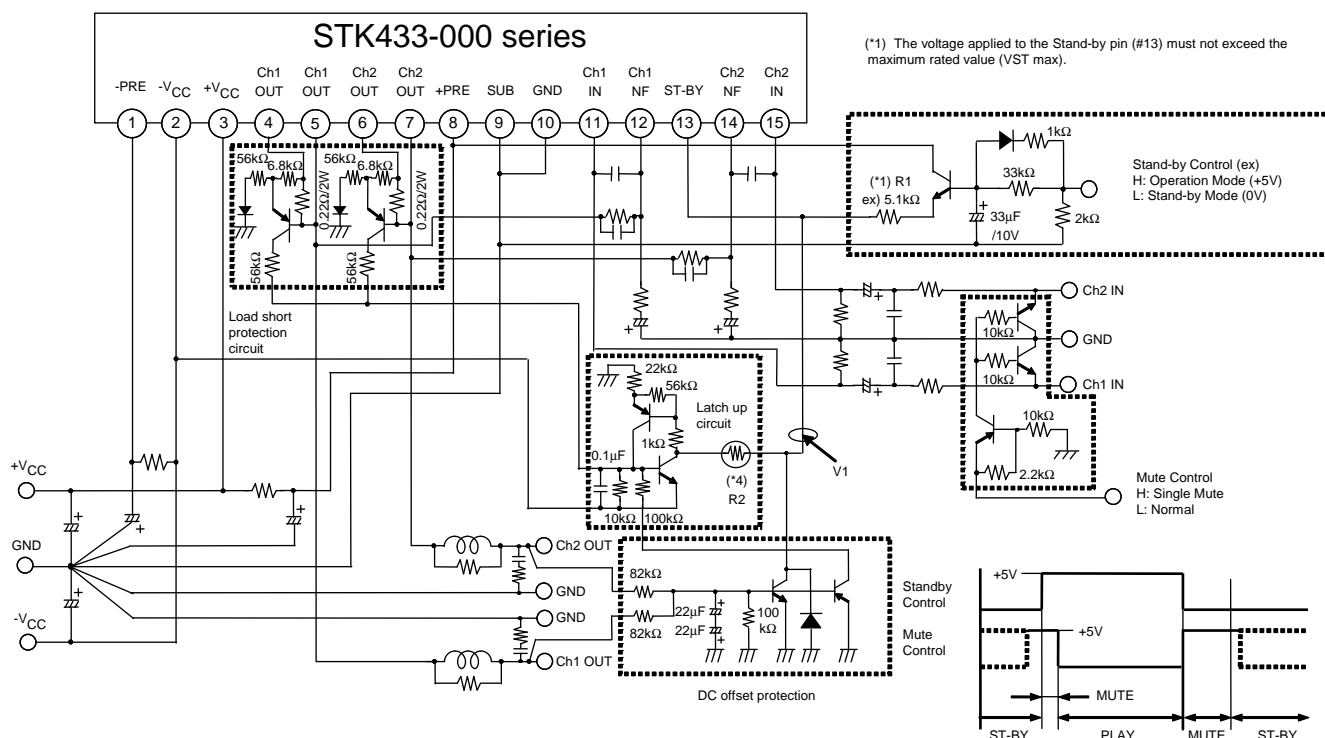 STK433-000 series
(*1) The voltage applied to the Stand-by pin (#13) must not exceed the
maximum rated value (VST max).
-PRE
-VCC
+VCC
Ch1
OUT
Ch1
OUT
Ch2
OUT
Ch2
OUT
+PRE
SUB
GND
Ch1
IN
Ch1
NF
ST-BY
Ch2
NF
Ch2
IN
1
2
3
4
5
6
7
8
9
10
11
12
13
14
15
56kΩ
6.8kΩ
0.22Ω/2W
56kΩ
56kΩ
6.8kΩ
0.22Ω/2W
56kΩ
Load short
protection
circuit
1kΩ
33kΩ
(*1) R1
ex) 5.1kΩ
33µF
/10V
2kΩ
Stand-by Control (ex)
H: Operation Mode (+5V)
L: Stand-by Mode (0V)
Ch2 IN
10kΩ
GND
10kΩ
Ch1 IN
10kΩ
2.2kΩ
Mute Control
H: Single Mute
L: Normal
22kΩ
56kΩ
Latch up
circuit
1kΩ
0.1µF
(*4)
R2
10kΩ
100kΩ
V1
+VCC
GND
-VCC
Ch2 OUT
GND
GND
Ch1 OUT
82kΩ
82kΩ
22µF
22µF
100
kΩ
DC offset protection
Standby
Control
Mute
Control
+5V
+5V
MUTE
ST-BY
PLAY
MUTE
ST-BY